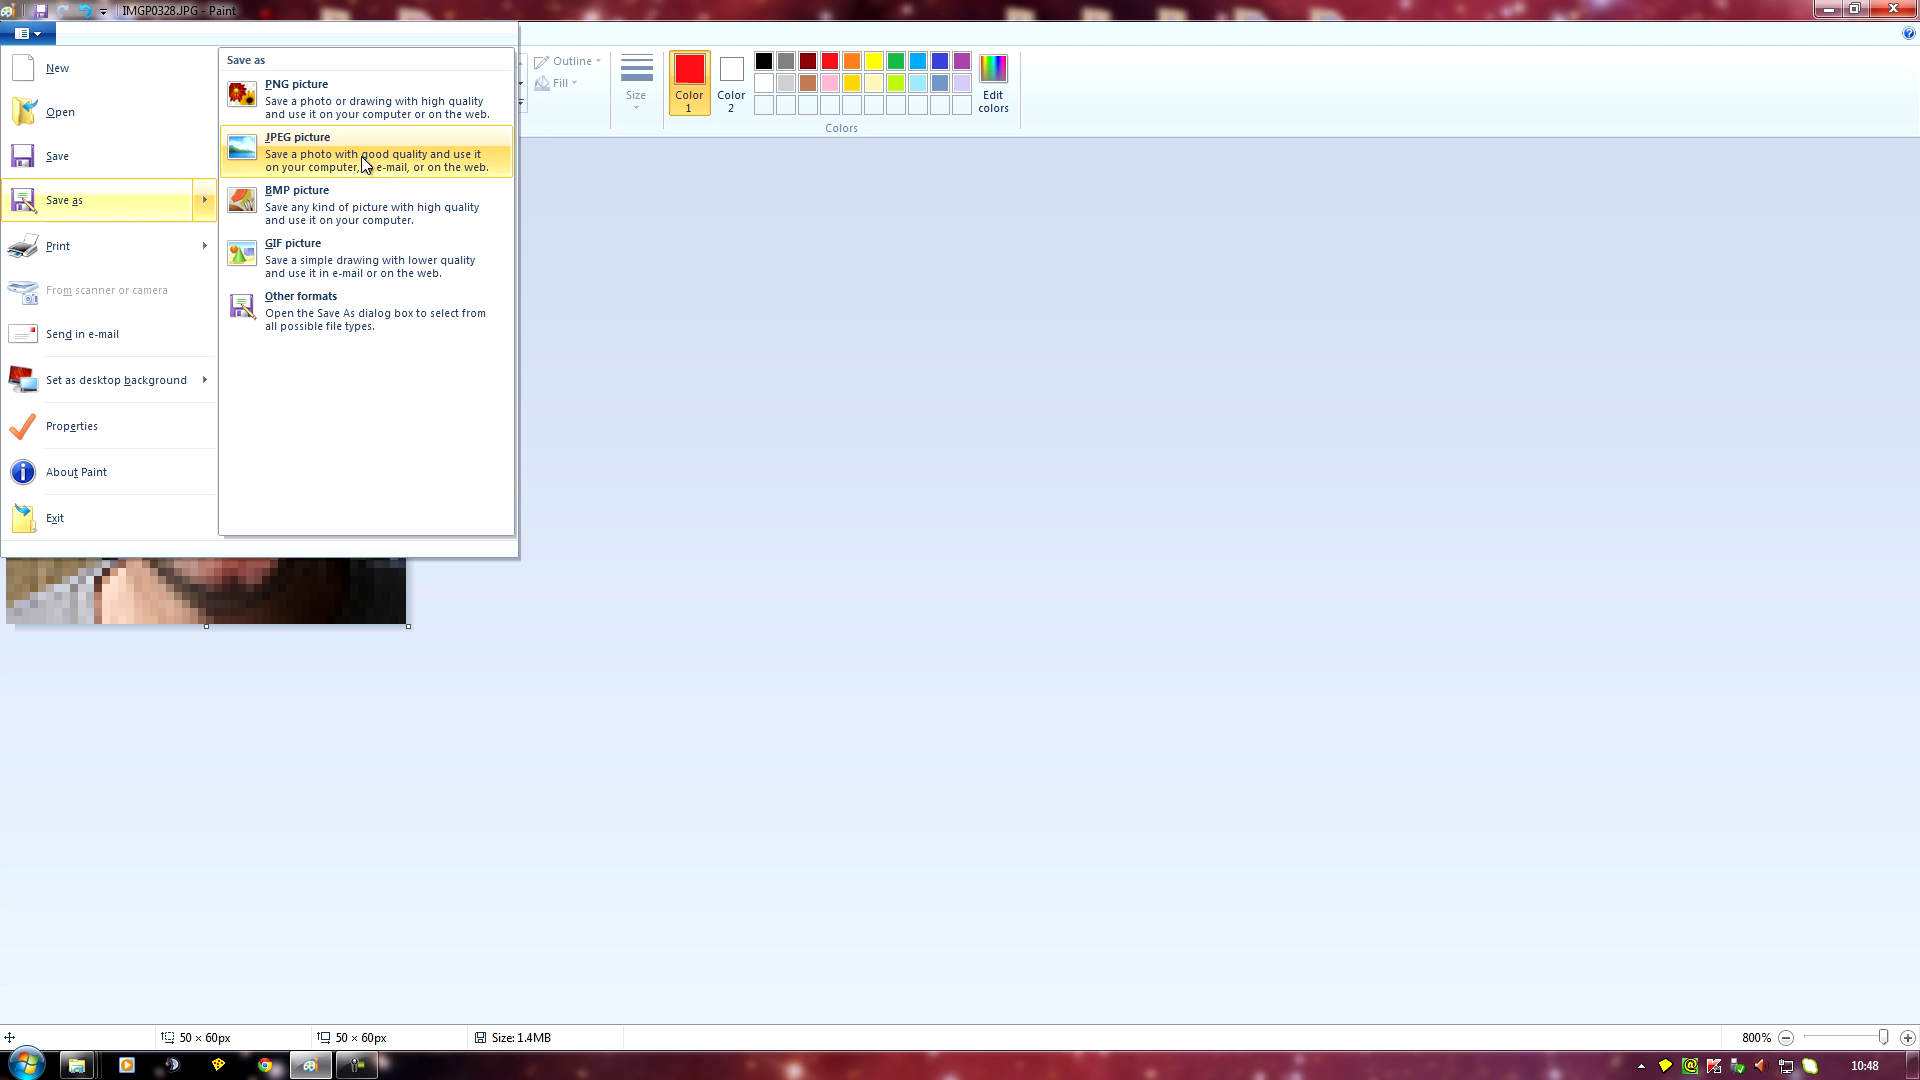 IMGP0328.JPG - Paint
New
Open
Save
Save as
Print
From scanner or camera
Send in e-mail
Set as desktop background
Properties
About Paint
Exit
Save as
PNG picture
Save a photo or drawing with high quality
and use it on your computer or on the web.
JPEG picture
Save a photo with good quality and use it
on your computer, e-mail, or on the web.
BMP picture
Save any kind of picture with high quality
and use it on your computer.
GIF picture
Save a simple drawing with lower quality
and use it in e-mail or on the web.
Other formats
Open the Save As dialog box to select from
all possible file types.
Outline
Fill
Size
Color
1
Color
2
Edit
colors
Colors
50 × 60px
50 × 60px
Size: 1.4MB
800%
10:48